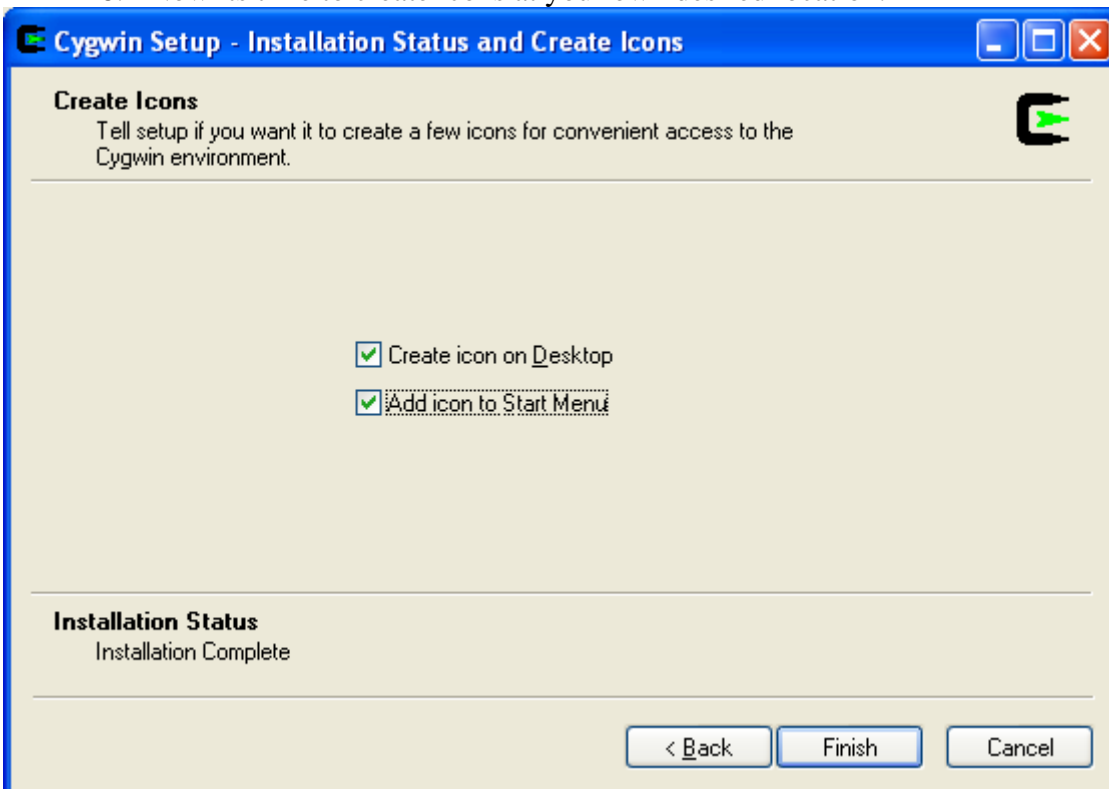 Cygwin Setup - Installation Status and Create Icons
Create Icons
Tell setup if you want it to create a few icons for convenient access to the
Cygwin environment.
Create icon on Desktop
Add icon to Start Menu
Installation Status
Installation Complete
< Back
Finish
Cancel